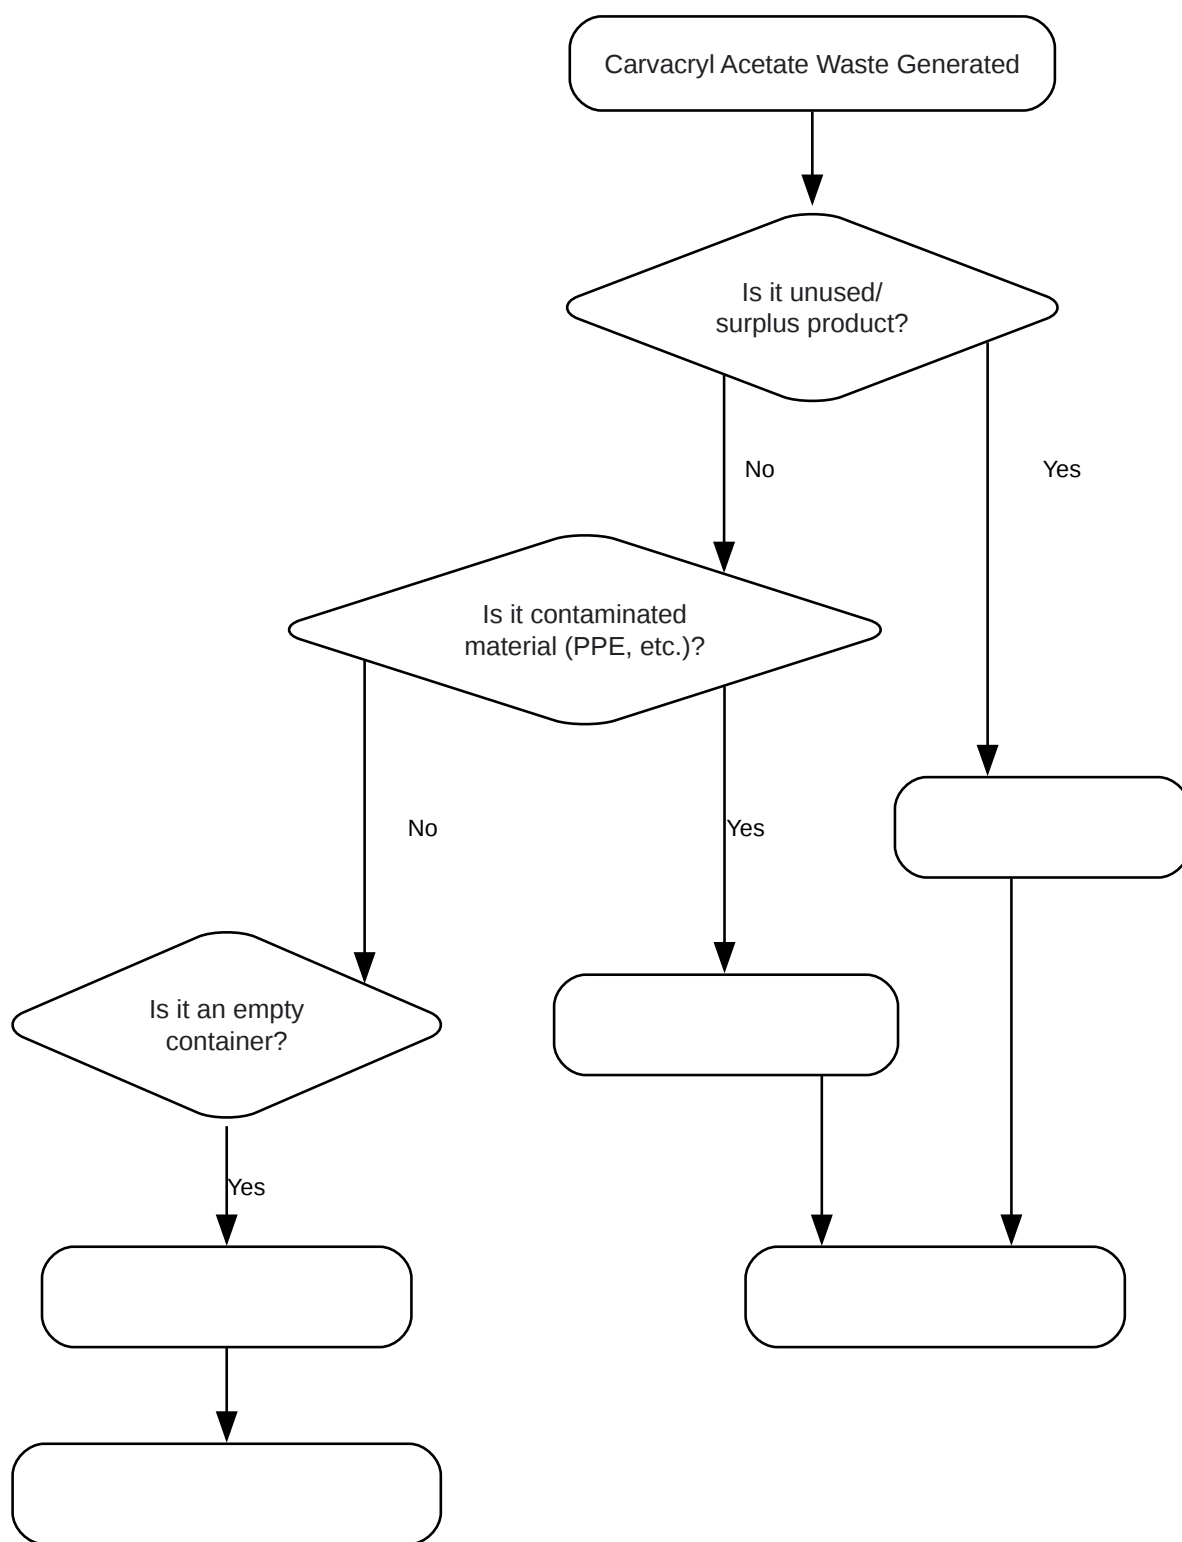 Carvacryl Acetate Waste Generated
Is it unused/
surplus product?
No
Yes
Is it contaminated
material (PPE, etc.)?
No
Yes
Is it an empty
container?
Yes